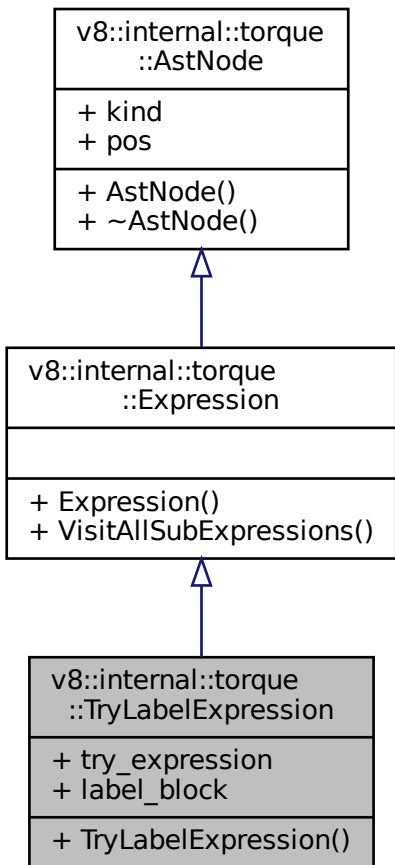 v8::internal::torque
::AstNode
+ kind
+ pos
+ AstNode()
+ ~AstNode()
v8::internal::torque
::Expression
+ Expression()
+ VisitAllSubExpressions()
v8::internal::torque
::TryLabelExpression
+ try_expression
+ label_block
+ TryLabelExpression()